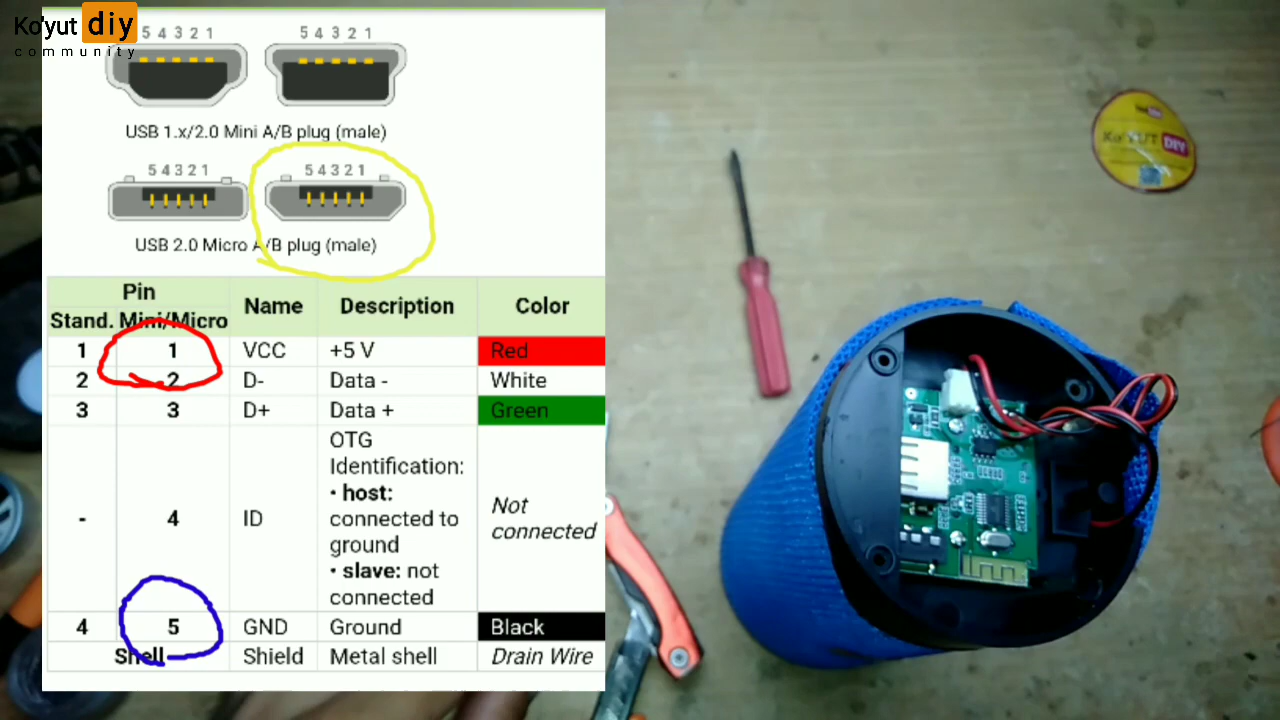 Ko'yut diy
community
5 4 3 2 1
5 4 3 2 1
USB 1.x/2.0 Mini A/B plug (male)
5 4 3 2 1
5 4 3 2 1
USB 2.0 Micro A/B plug (male)
Pin
Name
Description
Color
Stand. Mini/Micro
1 1 VCC +5 V Red
2 2 D- Data - White
3 3 D+ Data + Green
- 4 ID
OTG
Identification:
• host:
connected to
ground
• slave: not
connected
Not
connected
4 5 GND Ground Black
Shell Shield Metal shell Drain Wire
Ko'YUT DIY